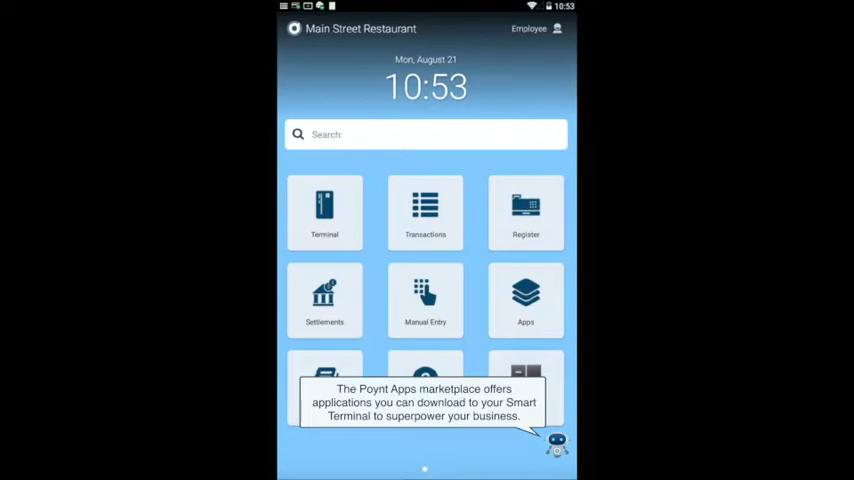 10:53
Main Street Restaurant
Employee
Mon, August 21
10:53
Search:
Terminal
Transactions
Register
Settlements
Manual Entry
Apps
The Poynt Apps marketplace offers
applications you can download to your Smart
Terminal to superpower your business.